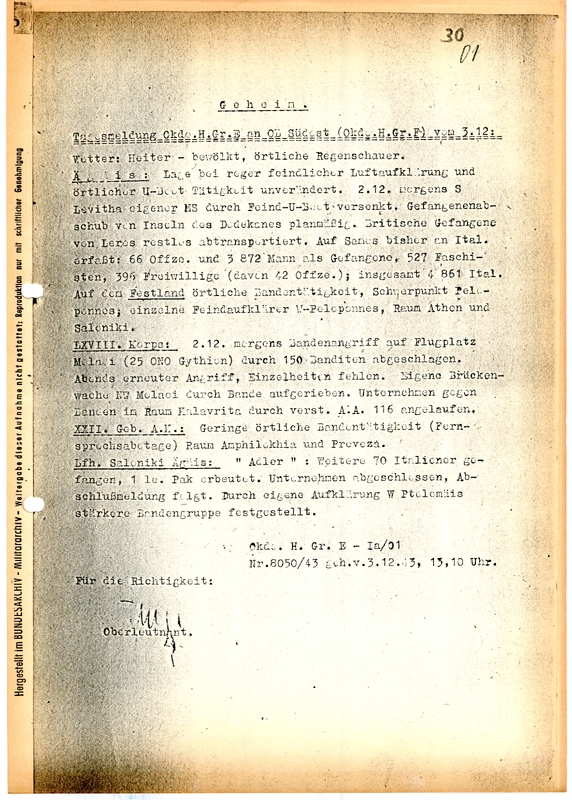 30
01
G e h e i m .
Tagesmeldung Okdo.H.Gr.E an OB Südost (Okdo.H.Gr.F) vom 3.12:
Wetter: Heiter - bewölkt, örtliche Regenschauer.
Ä g ä i s : Lage bei reger feindlicher Luftaufklärung und
örtlicher U-Boot Tätigkeit unverändert. 2.12. morgens S
Levitha eigener MS durch Feind-U-Boot versenkt. Gefangenenab-
schub von Inseln des Dodekanes planmäßig. Britische Gefangene
von Leros restlos abtransportiert. Auf Samos bisher an Ital.
erfaßt: 66 Offze. und 3 872 Mann als Gefangene, 527 Faschi-
sten, 396 Freiwillige (davon 42 Offze.); insgesamt 4 861 Ital.
Auf dem Festland örtliche Bandentätigkeit, Schwerpunkt Pelo-
ponnes; einzelne Feindaufklärer W-Peloponnes, Raum Athen und
Saloniki.
LXVIII. Korps: 2.12. morgens Bandenangriff auf Flugplatz
Molaoi (25 ONO Gythion) durch 150 Banditen abgeschlagen.
Abends erneuter Angriff, Einzelheiten fehlen. Eigene Brücken-
wache NW Molaoi durch Bande aufgerieben. Unternehmen gegen
Banden im Raum Kalavrita durch verst. A.A. 116 angelaufen.
XXII. Geb. A.K.: Geringe örtliche Bandentätigkeit (Fern-
sprechsabotage) Raum Amphilokhia und Preveza.
Bfh. Saloniki Ägäis: " Adler " : Weitere 70 Italiener ge-
fangen, 1 le. Pak erbeutet. Unternehmen abgeschlossen, Ab-
schlußmeldung folgt. Durch eigene Aufklärung W Ptolemäis
stärkere Bandengruppe festgestellt.
Okdo. H. Gr. E - Ia/01
Nr.8050/43 geh.v.3.12.43, 13,10 Uhr.
Für die Richtigkeit:
Oberleutnant.
Hergestellt im BUNDESARCHIV - Militärarchiv - Weitergabe dieser Aufnahme nicht gestattet; Reproduktion nur mit schriftlicher Genehmigung